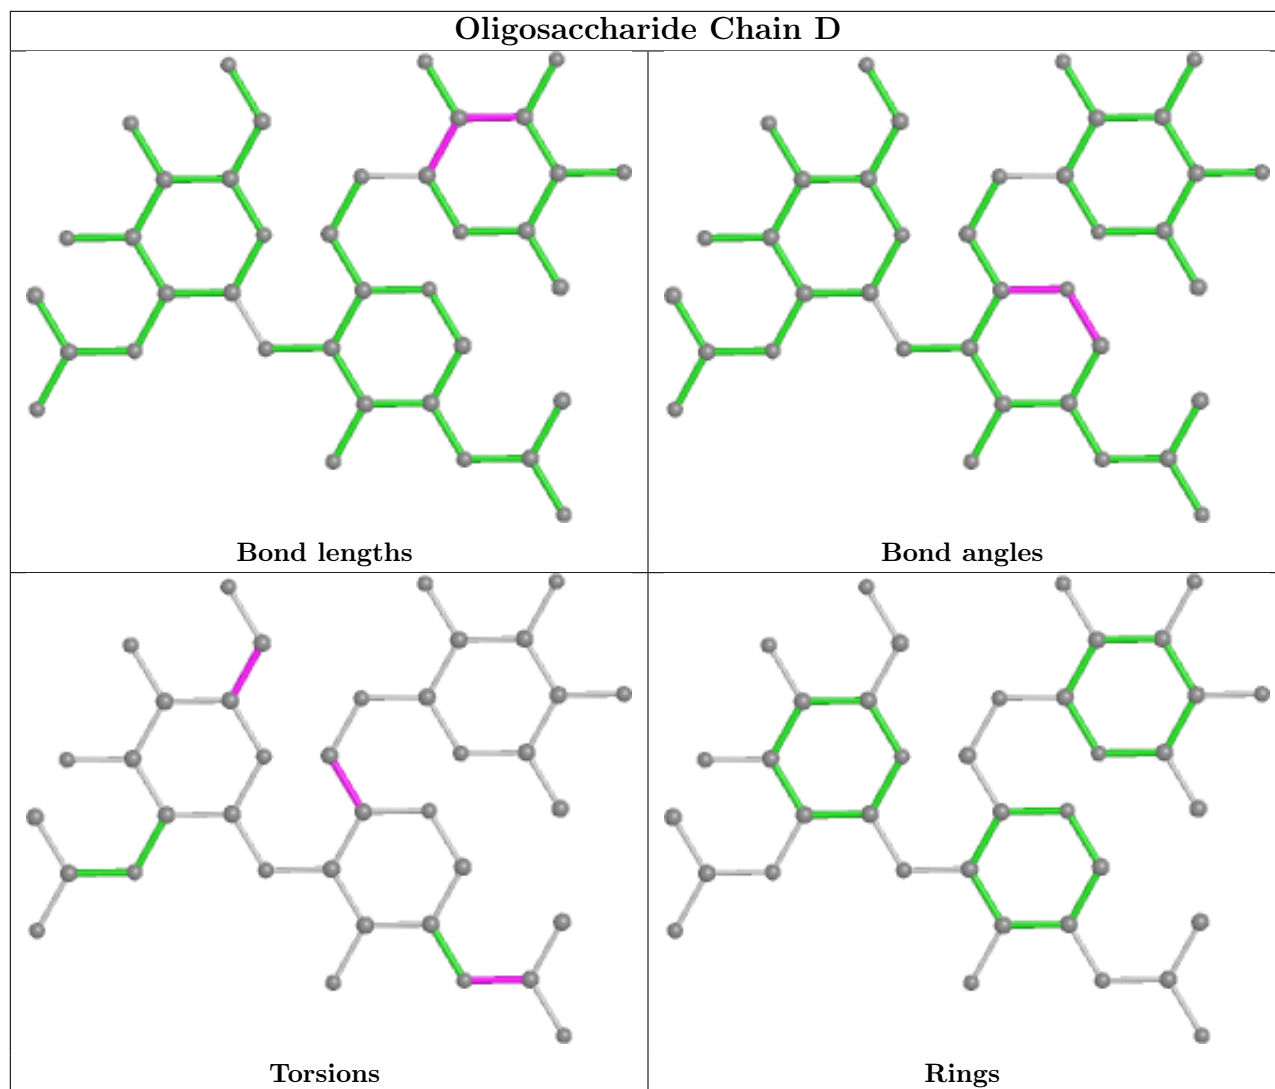 Oligosaccharide Chain D
Bond lengths
Bond angles
Torsions
Rings